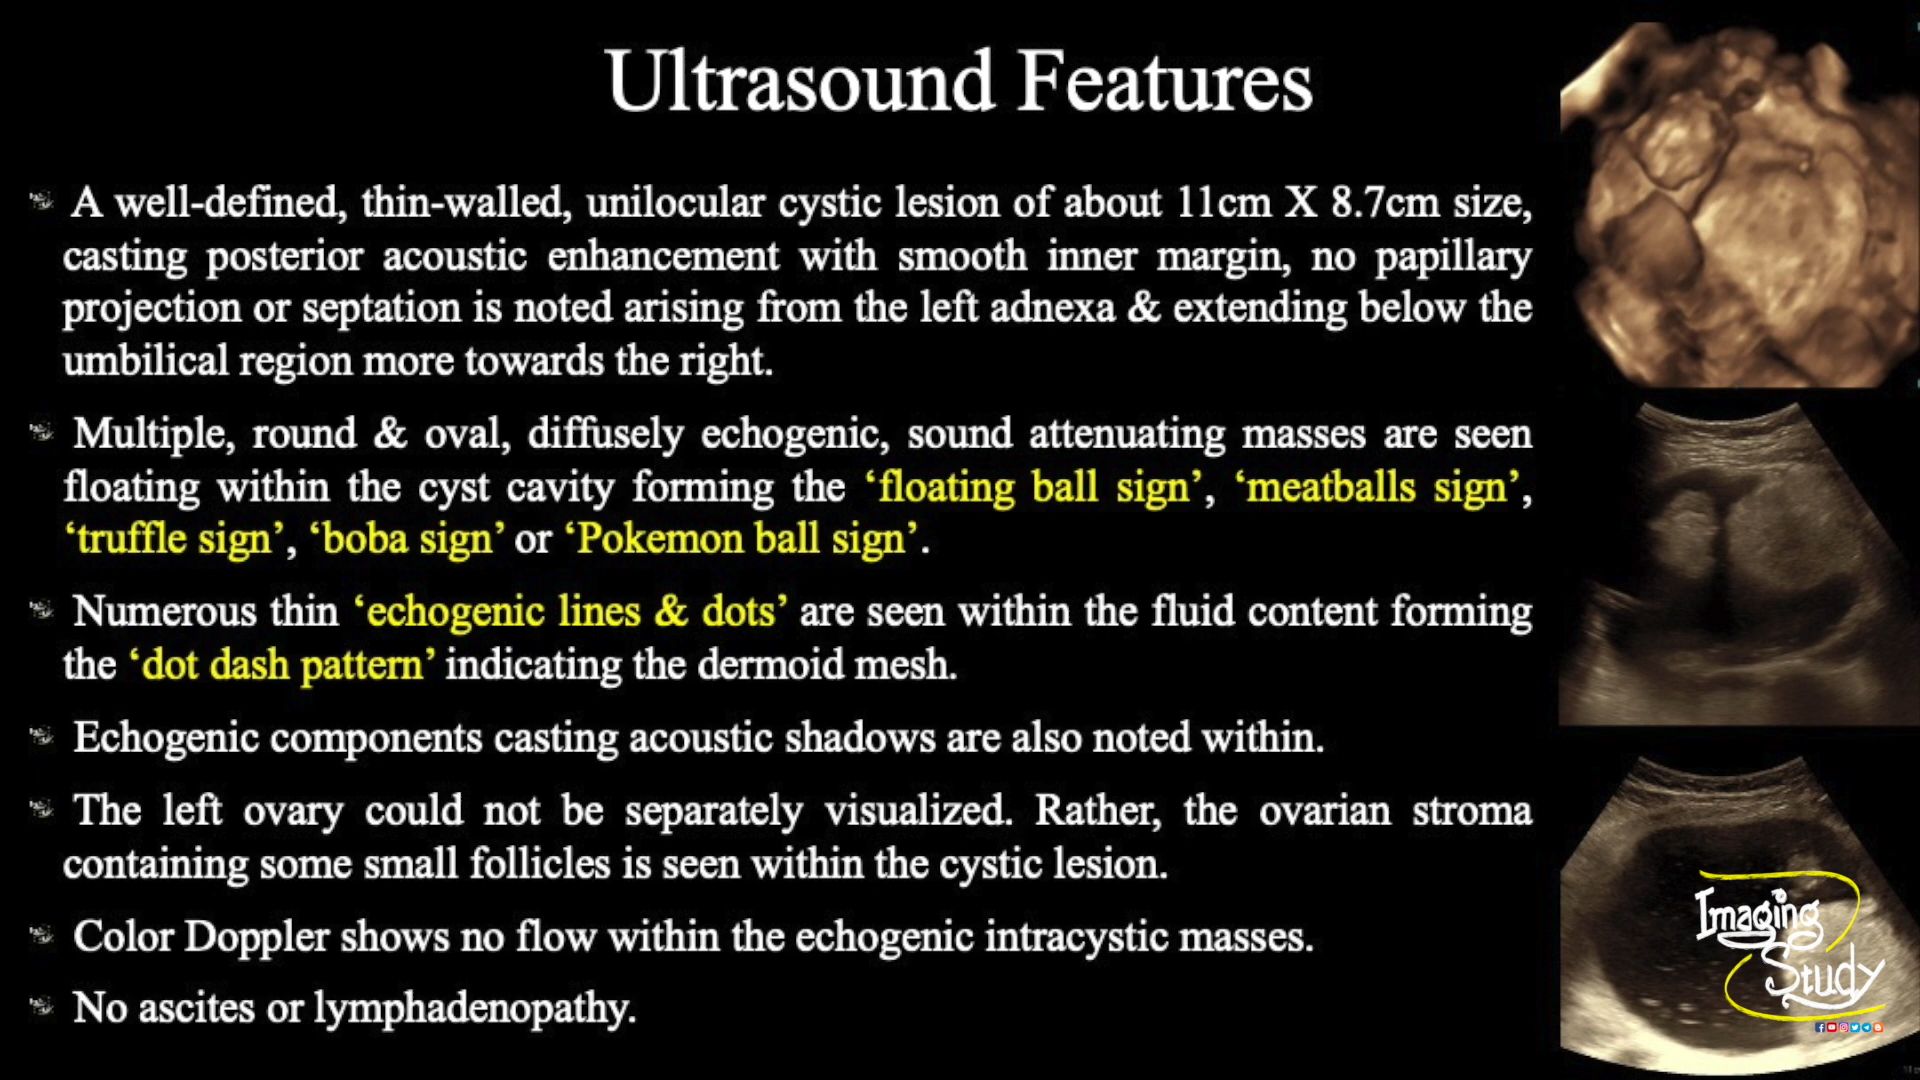 Ultrasound Features
A well-defined, thin-walled, unilocular cystic lesion of about 11cm X 8.7cm size,
casting posterior acoustic enhancement with smooth inner margin, no papillary
projection or septation is noted arising from the left adnexa & extending below the
umbilical region more towards the right.
Multiple, round & oval, diffusely echogenic, sound attenuating masses are seen
floating within the cyst cavity forming the ‘floating ball sign’, ‘meatballs sign’,
‘truffle sign’, ‘boba sign’ or ‘Pokemon ball sign’.
Numerous thin ‘echogenic lines & dots’ are seen within the fluid content forming
the ‘dot dash pattern’ indicating the dermoid mesh.
Echogenic components casting acoustic shadows are also noted within.
The left ovary could not be separately visualized. Rather, the ovarian stroma
containing some small follicles is seen within the cystic lesion.
Color Doppler shows no flow within the echogenic intracystic masses.
No ascites or lymphadenopathy.
Imaging
Study